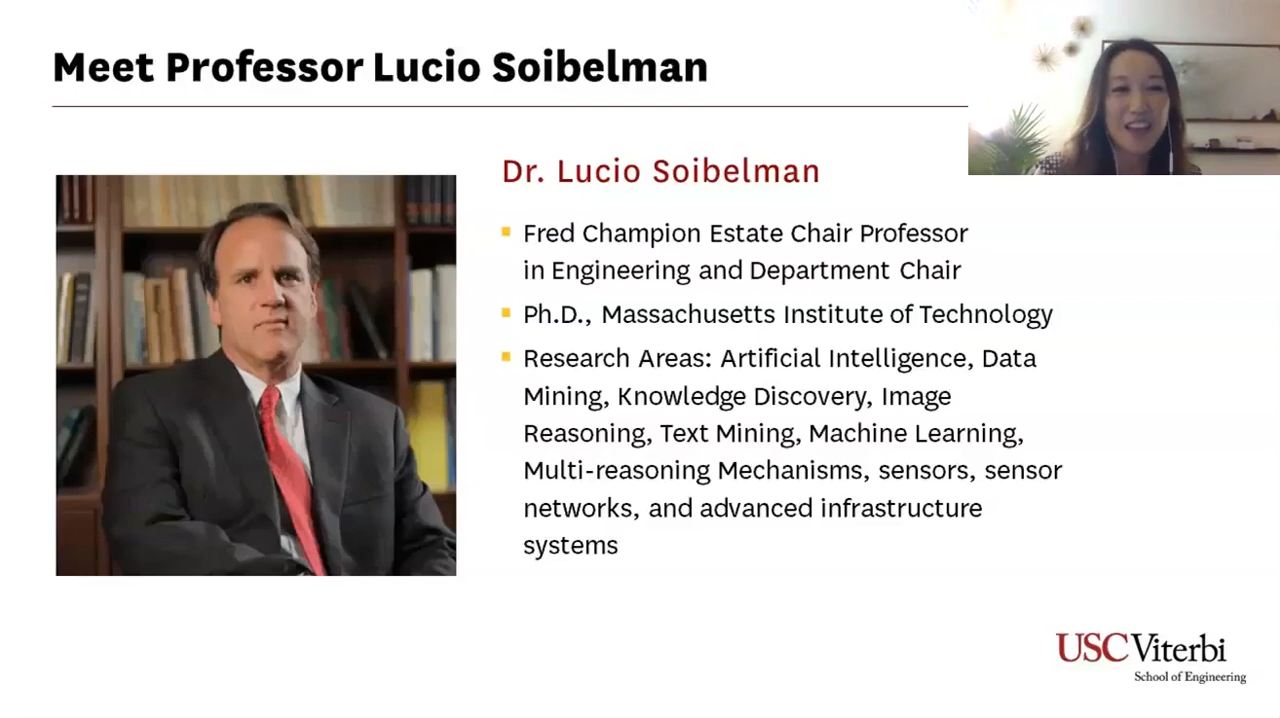 Meet Professor Lucio Soibelman
Dr. Lucio Soibelman
Fred Champion Estate Chair Professor
in Engineering and Department Chair
Ph.D., Massachusetts Institute of Technology
Research Areas: Artificial Intelligence, Data
Mining, Knowledge Discovery, Image
Reasoning, Text Mining, Machine Learning,
Multi-reasoning Mechanisms, sensors, sensor
networks, and advanced infrastructure
systems
USC Viterbi
School of Engineering